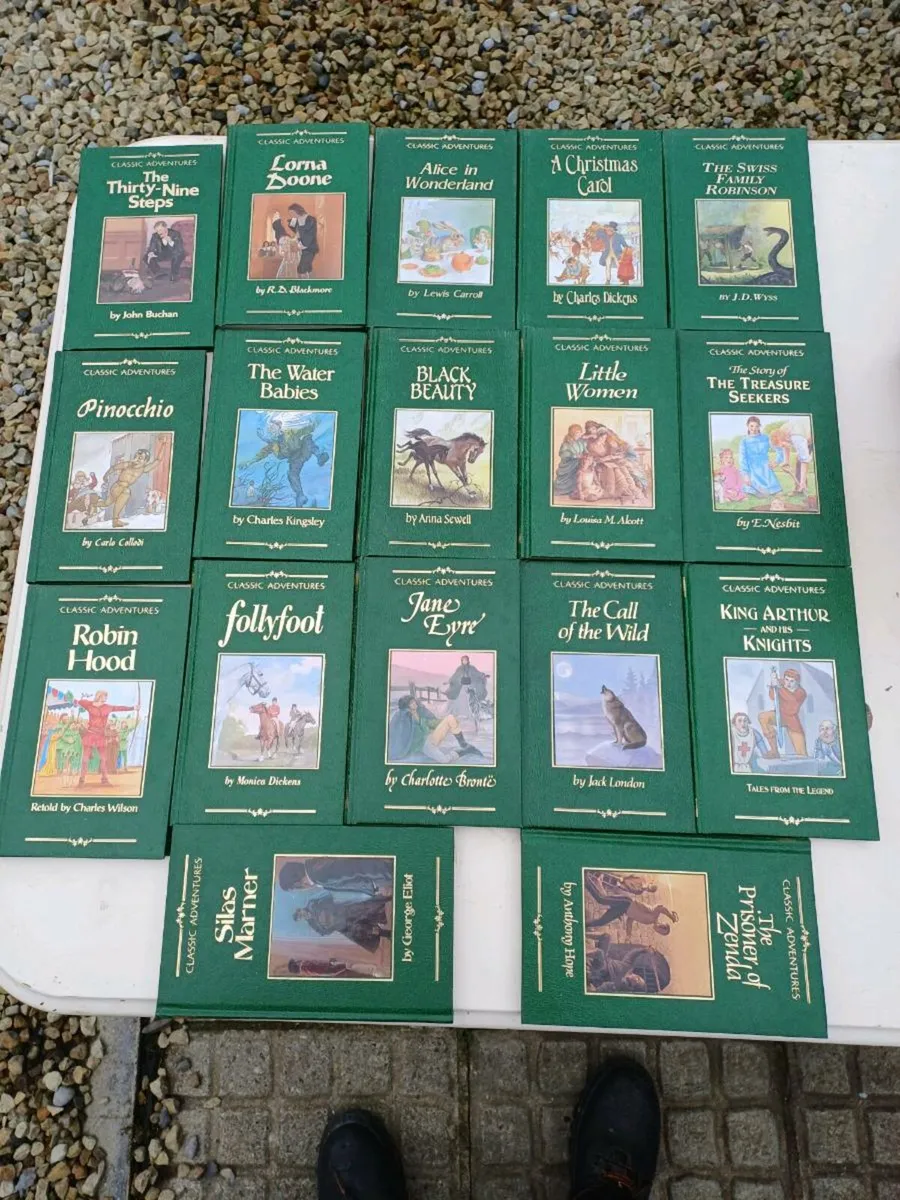 CLASSIC ADVENTURES
The
Thirty-Nine
Steps
by John Buchan
CLASSIC ADVENTURES
Lorna
Doone
by R.D. Blackmore
CLASSIC ADVENTURES
Alice in
Wonderland
by Lewis Carroll
CLASSIC ADVENTURES
A Christmas
Carol
by Charles Dickens
CLASSIC ADVENTURES
THE SWISS
FAMILY
ROBINSON
BY J.D. WYSS
CLASSIC ADVENTURES
Pinocchio
by Carlo Collodi
CLASSIC ADVENTURES
The Water
Babies
by Charles Kingsley
CLASSIC ADVENTURES
BLACK
BEAUTY
by Anna Sewell
CLASSIC ADVENTURES
Little
Women
by Louisa M. Alcott
CLASSIC ADVENTURES
The Story of
THE TREASURE
SEEKERS
by E. Nesbit
CLASSIC ADVENTURES
Robin
Hood
Retold by Charles Wilson
CLASSIC ADVENTURES
follyfoot
by Monica Dickens
CLASSIC ADVENTURES
Jane
Eyre
by Charlotte Brontë
CLASSIC ADVENTURES
The Call
of the Wild
by Jack London
CLASSIC ADVENTURES
KING ARTHUR
AND HIS
KNIGHTS
TALES FROM THE LEGEND
CLASSIC ADVENTURES
Silas
Marner
by George Eliot
CLASSIC ADVENTURES
The
Prisoner of
Zenda
by Anthony Hope